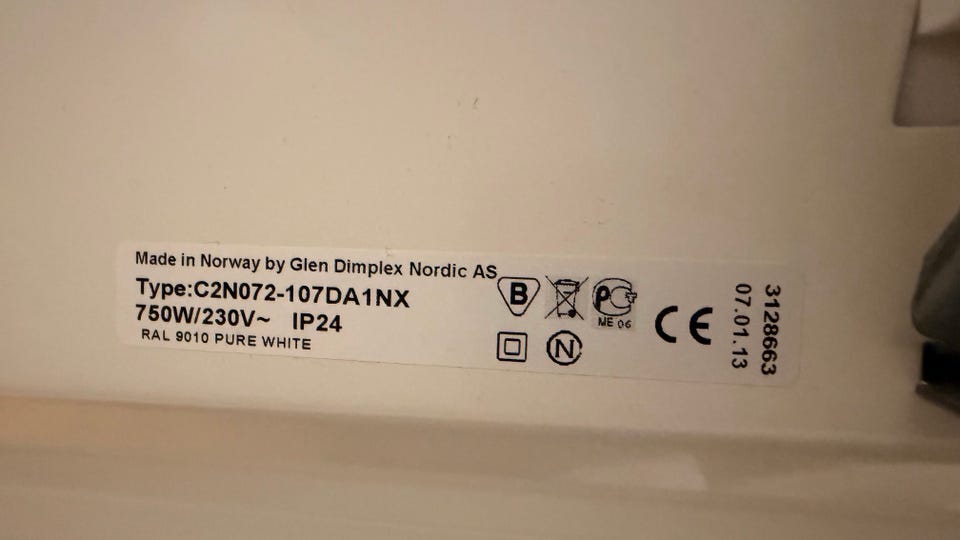 Made in Norway by Glen Dimplex Nordic AS
Type:C2N072-107DA1NX
750W/230V~ IP24
RAL 9010 PURE WHITE
B
PC
ME 06
N
CE
3128663
07.01.13